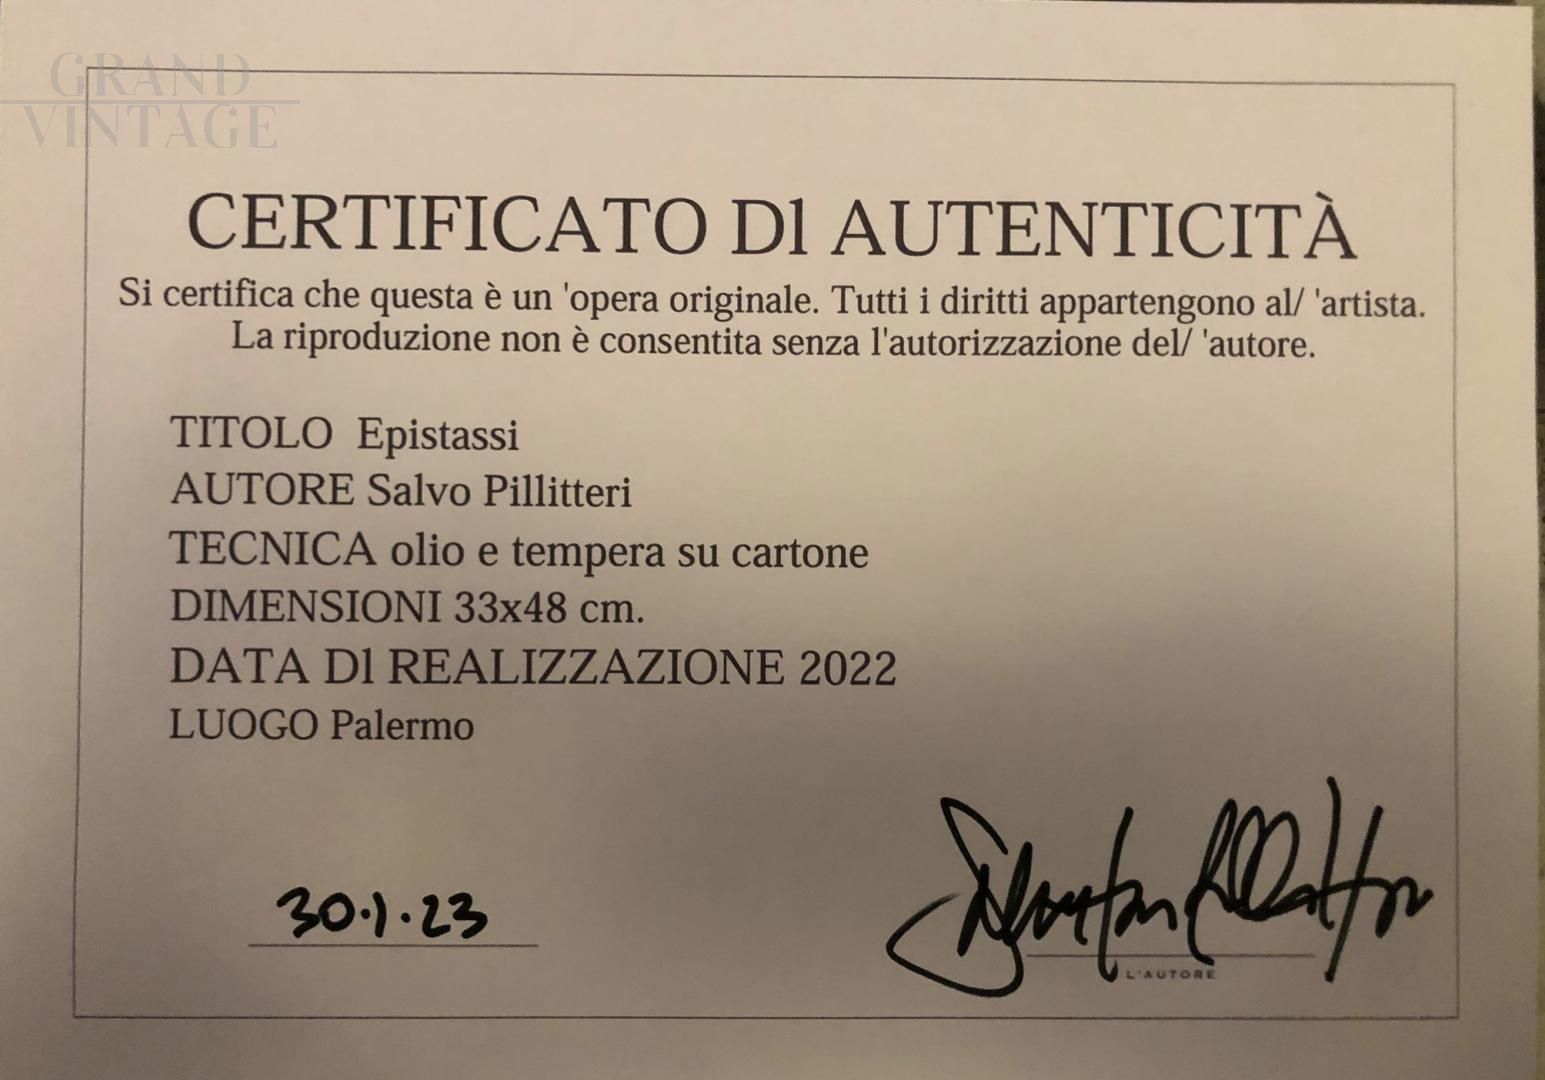 GRAND
VINTAGE
CERTIFICATO Dl AUTENTICITÀ
Si certifica che questa è un 'opera originale. Tutti i diritti appartengono al/ 'artista.
La riproduzione non è consentita senza l'autorizzazione del/ 'autore.
TITOLO Epistassi
AUTORE Salvo Pillitteri
TECNICA olio e tempera su cartone
DIMENSIONI 33x48 cm.
DATA Dl REALIZZAZIONE 2022
LUOGO Palermo
30.1.23
L'AUTORE